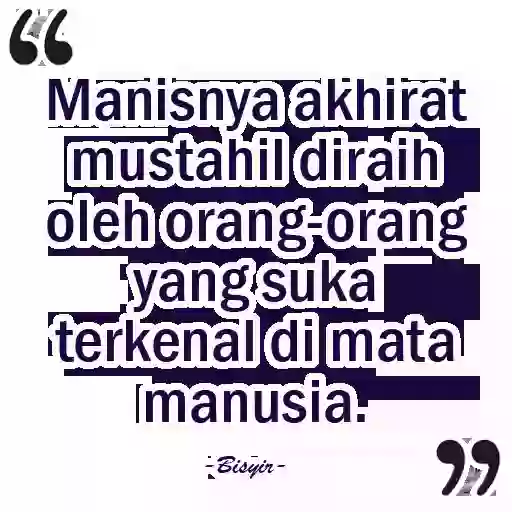 “
Manisnya akhirat
mustahil diraih
oleh orang-orang
yang suka
terkenal di mata
manusia.
-Bisyir-
”